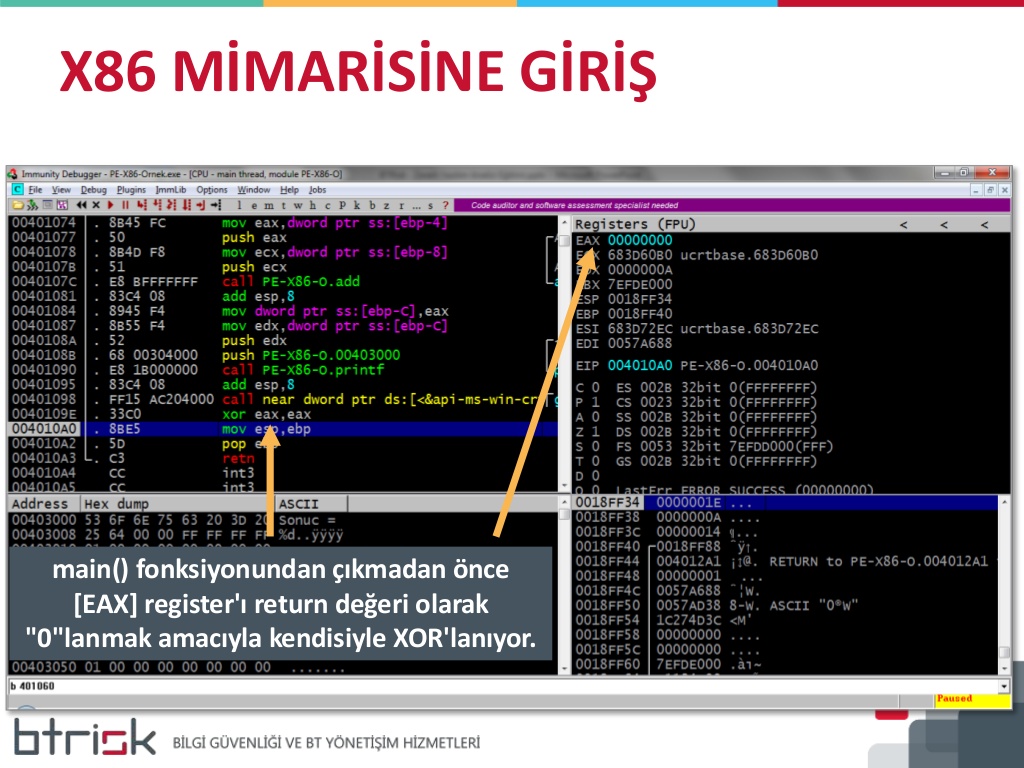 X86 MİMARİSİNE GİRİŞ
Immunity Debugger - PE-X86-Ornek.exe - [CPU - main thread, module PE-X86-O]
C File View Debug Plugins ImmLib Options Window Help Jobs
l e m t w h c P k b z r ... s ? Code auditor and software assessment specialist needed
00401074 . 8B45 FC mov eax,dword ptr ss:[ebp-4]
00401077 . 50 push eax
00401078 . 8B4D F8 mov ecx,dword ptr ss:[ebp-8]
0040107B . 51 push ecx
0040107C . E8 BFFFFFFF call PE-X86-O.add
00401081 . 83C4 08 add esp,8
00401084 . 8945 F4 mov dword ptr ss:[ebp-C],eax
00401087 . 8B55 F4 mov edx,dword ptr ss:[ebp-C]
0040108A . 52 push edx
0040108B . 68 00304000 push PE-X86-O.00403000
00401090 . E8 1B000000 call PE-X86-O.printf
00401095 . 83C4 08 add esp,8
00401098 . FF15 AC204000 call near dword ptr ds:[<&api-ms-win-cr
0040109E . 33C0 xor eax,eax
004010A0 . 8BE5 mov esp,ebp
004010A2 . 5D pop
004010A3 . C3 retn
004010A4 CC int3
004010A5 CC int3
Registers (FPU) < < <
EAX 00000000
683D60B0 ucrtbase.683D60B0
0000000A
EBX 7EFDE000
ESP 0018FF34
EBP 0018FF40
ESI 683D72EC ucrtbase.683D72EC
EDI 0057A688
EIP 004010A0 PE-X86-O.004010A0
C 0 ES 002B 32bit 0(FFFFFFFF)
P 1 CS 0023 32bit 0(FFFFFFFF)
A 0 SS 002B 32bit 0(FFFFFFFF)
Z 1 DS 002B 32bit 0(FFFFFFFF)
S 0 FS 0053 32bit 7EFDD000(FFF)
T 0 GS 002B 32bit 0(FFFFFFFF)
D 0
O 0 LastErr ERROR_SUCCESS (00000000)
Address Hex dump ASCII
00403000 53 6F 6E 75 63 20 3D 20 Sonuc =
00403008 25 64 00 00 FF FF FF FF %d..ÿÿÿÿ
00403050 01 00 00 00 00 00 00 00 .......
0018FF34 0000001E ...
0018FF38 0000000A ....
0018FF3C 00000014 ¶...
0018FF40 0018FF88
0018FF44 004012A1 RETURN to PE-X86-O.004012A1
0018FF48 00000001 ...
0018FF4C 0057A688
0018FF50 0057AD38 8-W. ASCII "0®W"
0018FF54 1C274D3C <M'
0018FF58 00000000 ....
0018FF5C 00000000 ....
0018FF60 7EFDE000
main() fonksiyonundan çıkmadan önce
[EAX] register'ı return değeri olarak
"0"lanmak amacıyla kendisiyle XOR'lanıyor.
b 401060
Paused
btrisk BİLGİ GÜVENLİĞİ VE BT YÖNETİŞİM HİZMETLERİ